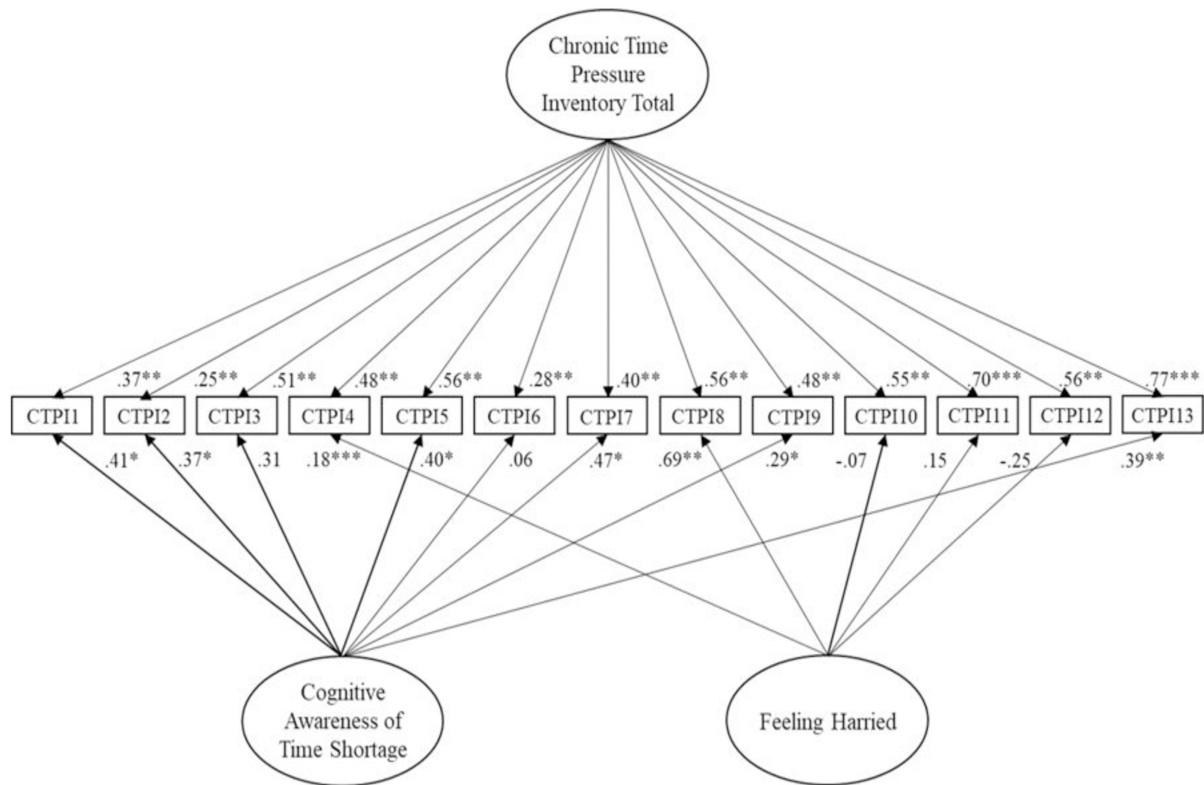 Chronic Time
Pressure
Inventory Total
.37** .25** .51** .48** .56** .28** .40** .56** .48** .55** .70*** .56** .77***
CTPI1 CTPI2 CTPI3 CTPI4 CTPI5 CTPI6 CTPI7 CTPI8 CTPI9 CTPI10 CTPI11 CTPI12 CTPI13
.41* .37* .31 .18*** .40* .06 .47* .69** .29* -.07 .15 -.25 .39**
Cognitive
Awareness of
Time Shortage
Feeling Harried